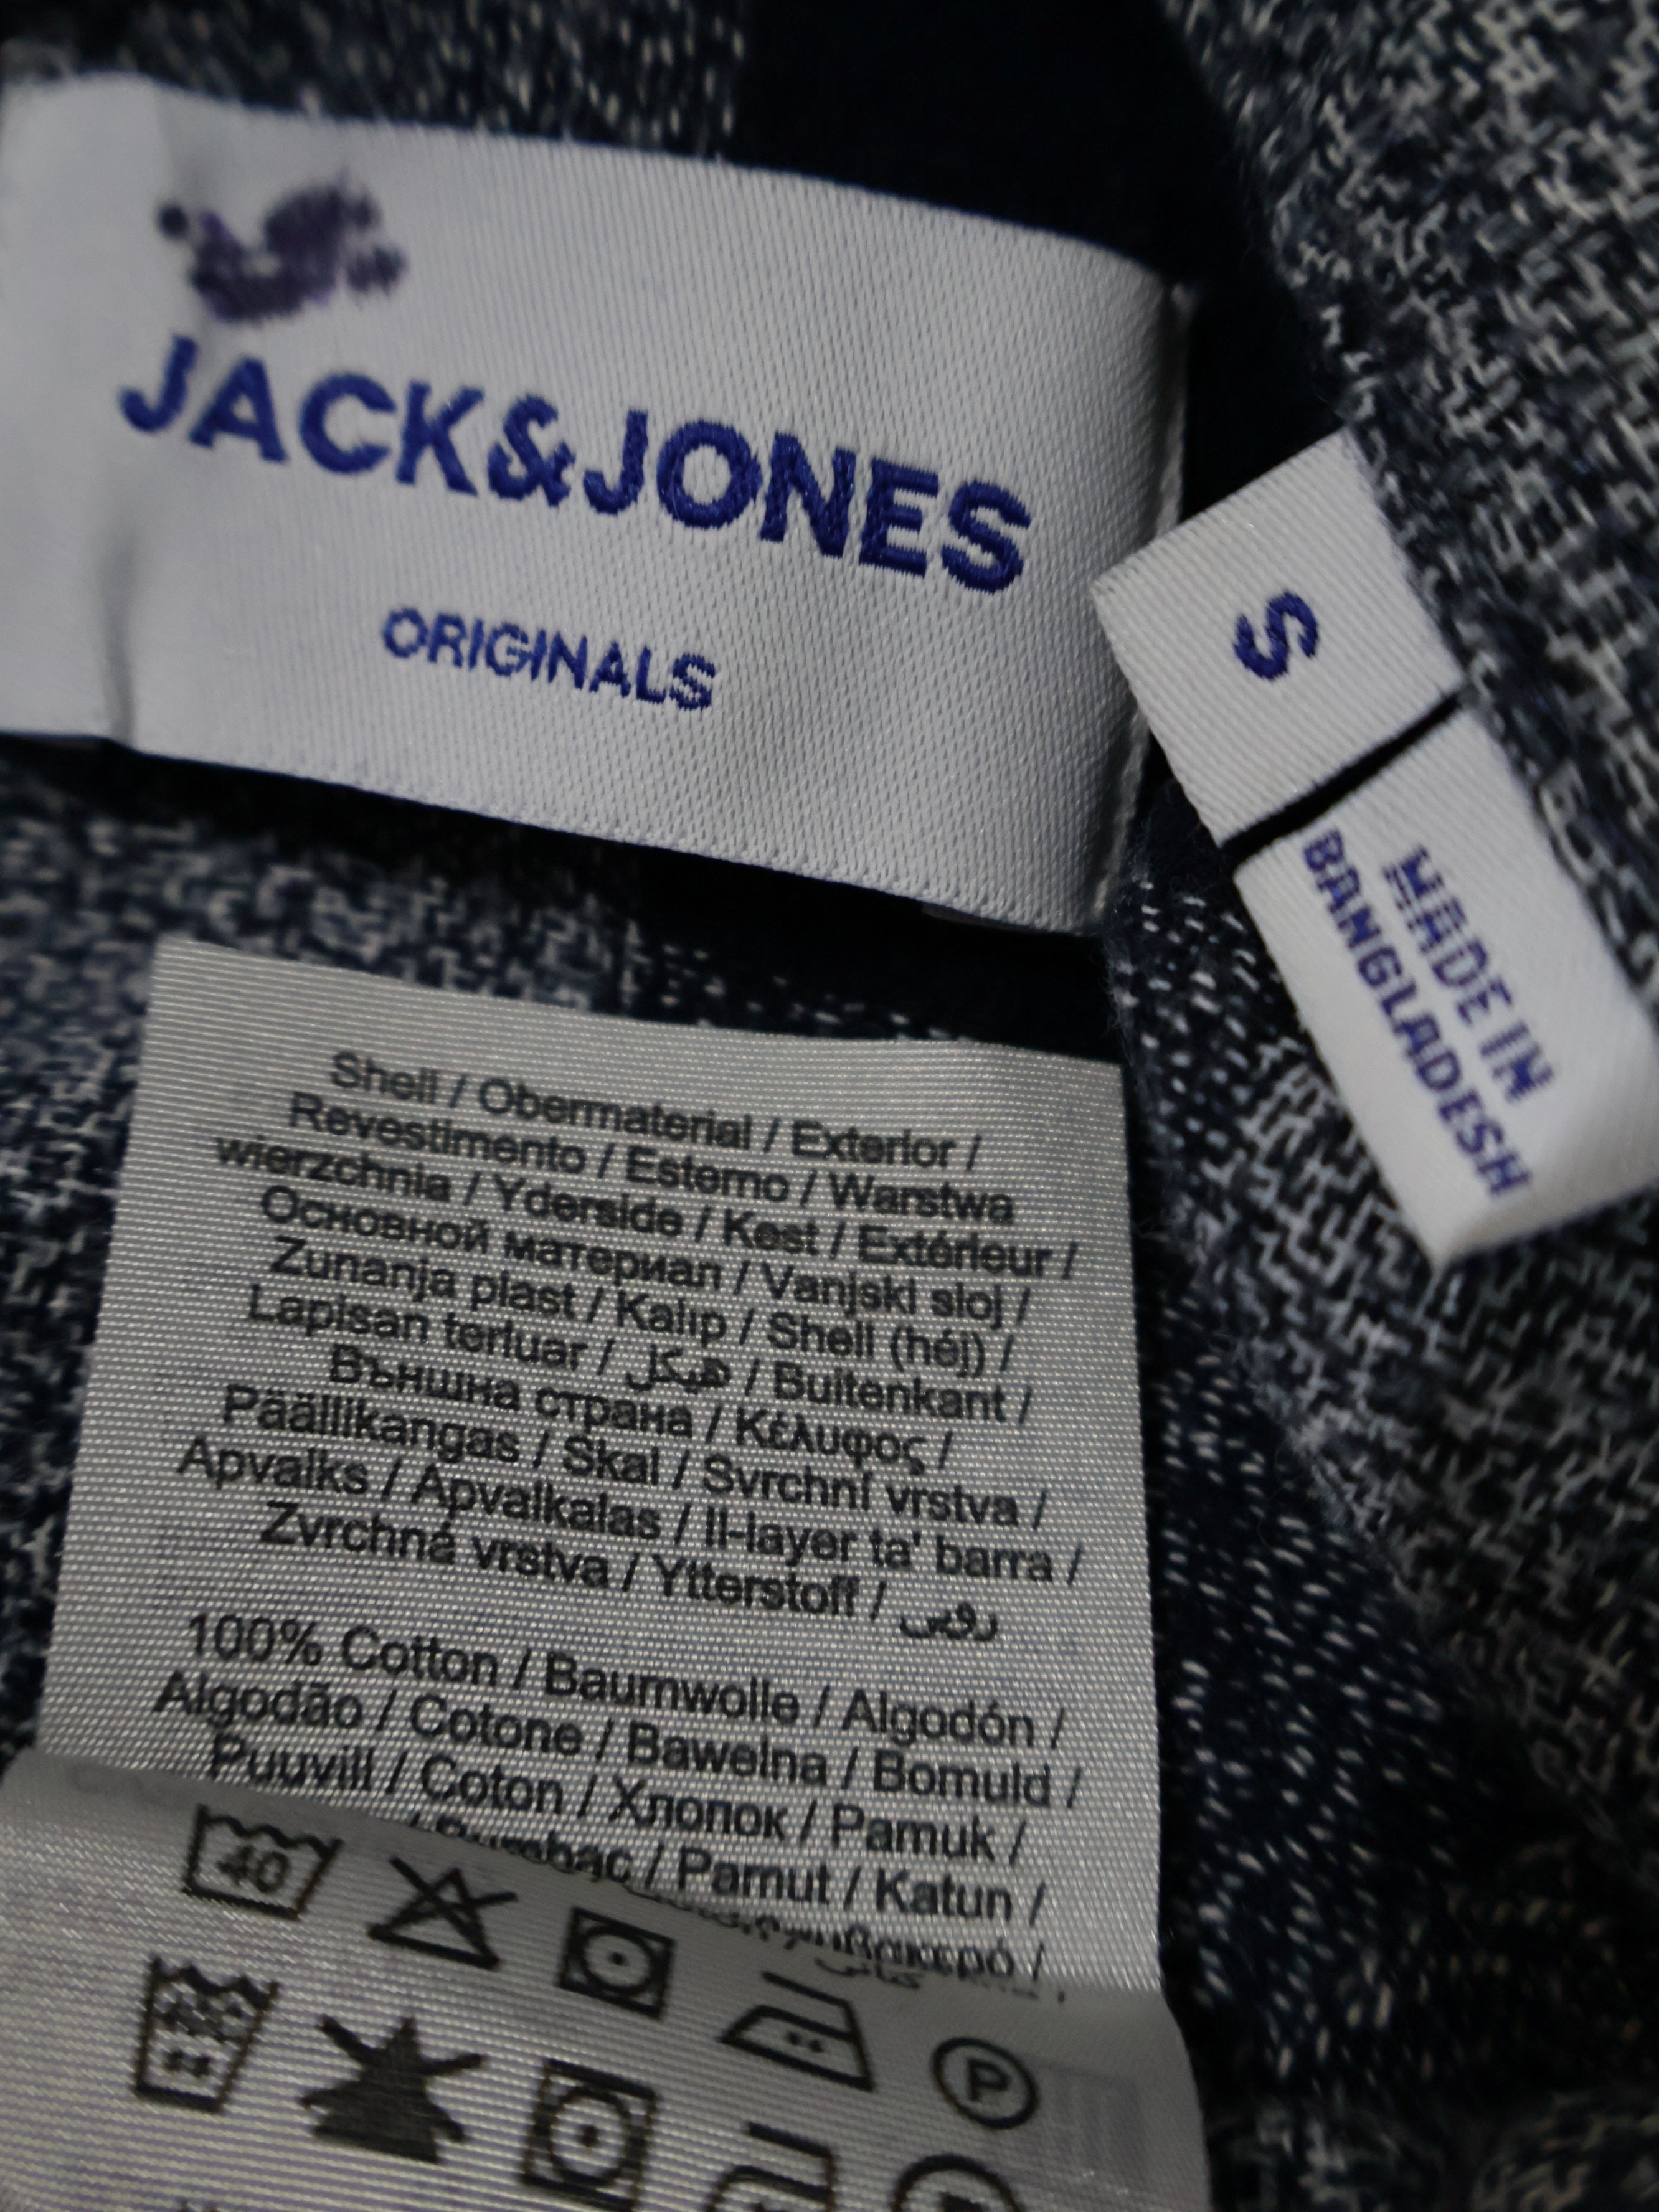 JACK&JONES
ORIGINALS
S
MADE IN
BANGLADESH
Shell / Obermaterial / Exterior /
Revestimento / Esterno / Warstwa
wierzchnia / Yderside / Kest / Extérieur /
Основной материал / Vanjski sloj /
Zunanja plast / Kalıp / Shell (héj) /
Lapisan terluar / هيكل / Buitenkant /
Външна страна / Κέλυφος /
Päällikangas / Skal / Svrchní vrstva /
Apvalks / Apvalkalas / Il-layer ta' barra /
Zvrchná vrstva / Ytterstoff /
100% Cotton / Baumwolle / Algodón /
Algodão / Cotone / Bawełna / Bomuld /
Puuvill / Coton / Хлопок / Pamuk /
/ Bumbac / Pamut / Katun /
40
P